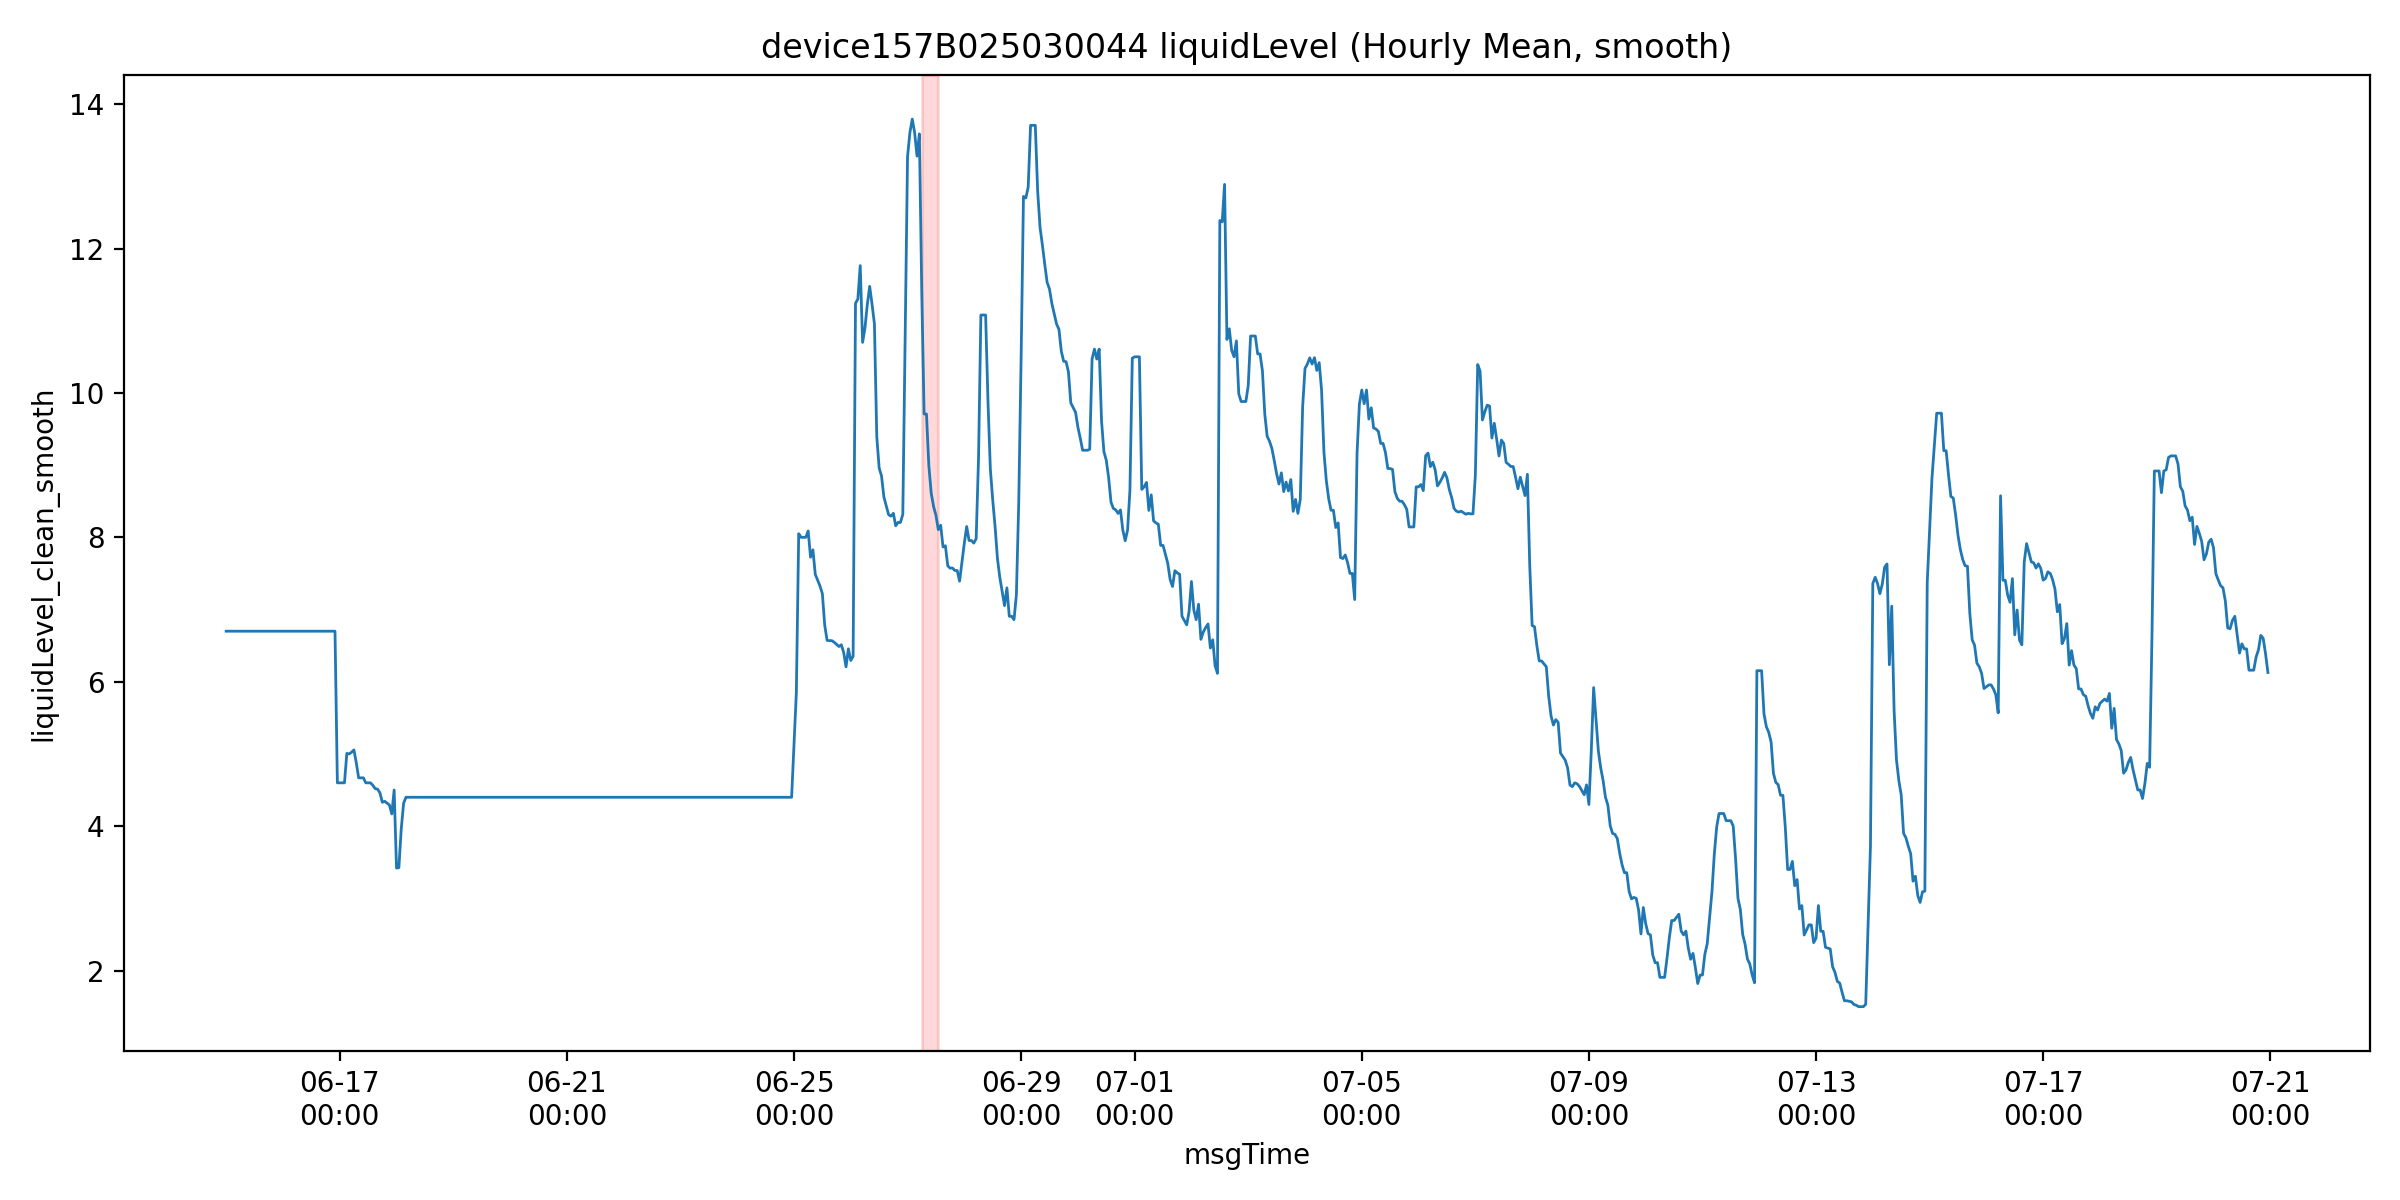 device157B025030044 liquidLevel (Hourly Mean, smooth)
liquidLevel_clean_smooth
14
12
10
8
6
4
2
06-17 06-21 06-25 06-29 07-01 07-05 07-09 07-13 07-17 07-21
00:00 00:00 00:00 00:00 00:00 00:00 00:00 00:00 00:00 00:00
msgTime